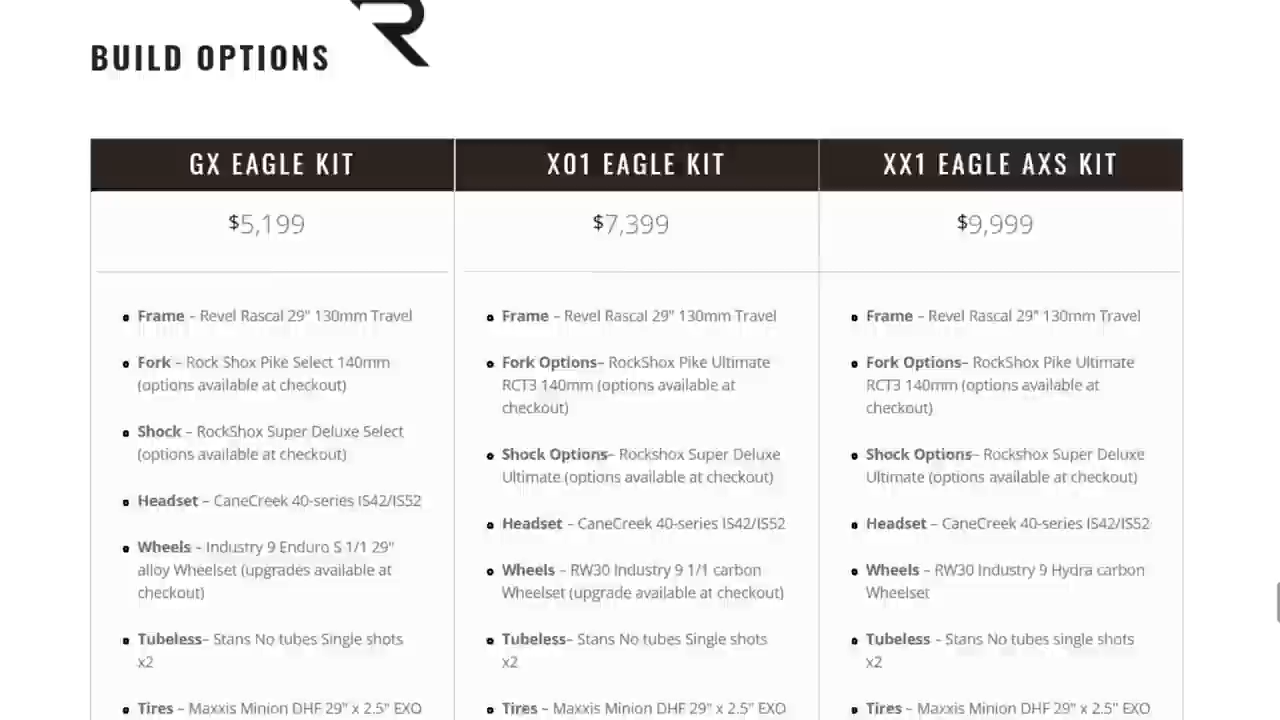 BUILD OPTIONS
GX EAGLE KIT
$5,199
Frame – Revel Rascal 29" 130mm Travel
Fork – Rock Shox Pike Select 140mm
(options available at checkout)
Shock – RockShox Super Deluxe Select
(options available at checkout)
Headset – CaneCreek 40-series IS42/IS52
Wheels - Industry 9 Enduro S 1/1 29"
alloy Wheelset (upgrades available at
checkout)
Tubeless– Stans No tubes Single shots
x2
Tires – Maxxis Minion DHF 29" x 2.5" EXO
X01 EAGLE KIT
$7,399
Frame – Revel Rascal 29" 130mm Travel
Fork Options– RockShox Pike Ultimate
RCT3 140mm (options available at
checkout)
Shock Options– Rockshox Super Deluxe
Ultimate (options available at checkout)
Headset – CaneCreek 40-series IS42/IS52
Wheels – RW30 Industry 9 1/1 carbon
Wheelset (upgrade available at checkout)
Tubeless– Stans No tubes Single shots
x2
Tires – Maxxis Minion DHF 29" x 2.5" EXO
XX1 EAGLE AXS KIT
$9,999
Frame – Revel Rascal 29" 130mm Travel
Fork Options– RockShox Pike Ultimate
RCT3 140mm (options available at
checkout)
Shock Options– Rockshox Super Deluxe
Ultimate (options available at checkout)
Headset – CaneCreek 40-series IS42/IS52
Wheels – RW30 Industry 9 Hydra carbon
Wheelset
Tubeless - Stans No tubes single shots
x2
Tires – Maxxis Minion DHF 29" x 2.5" EXO